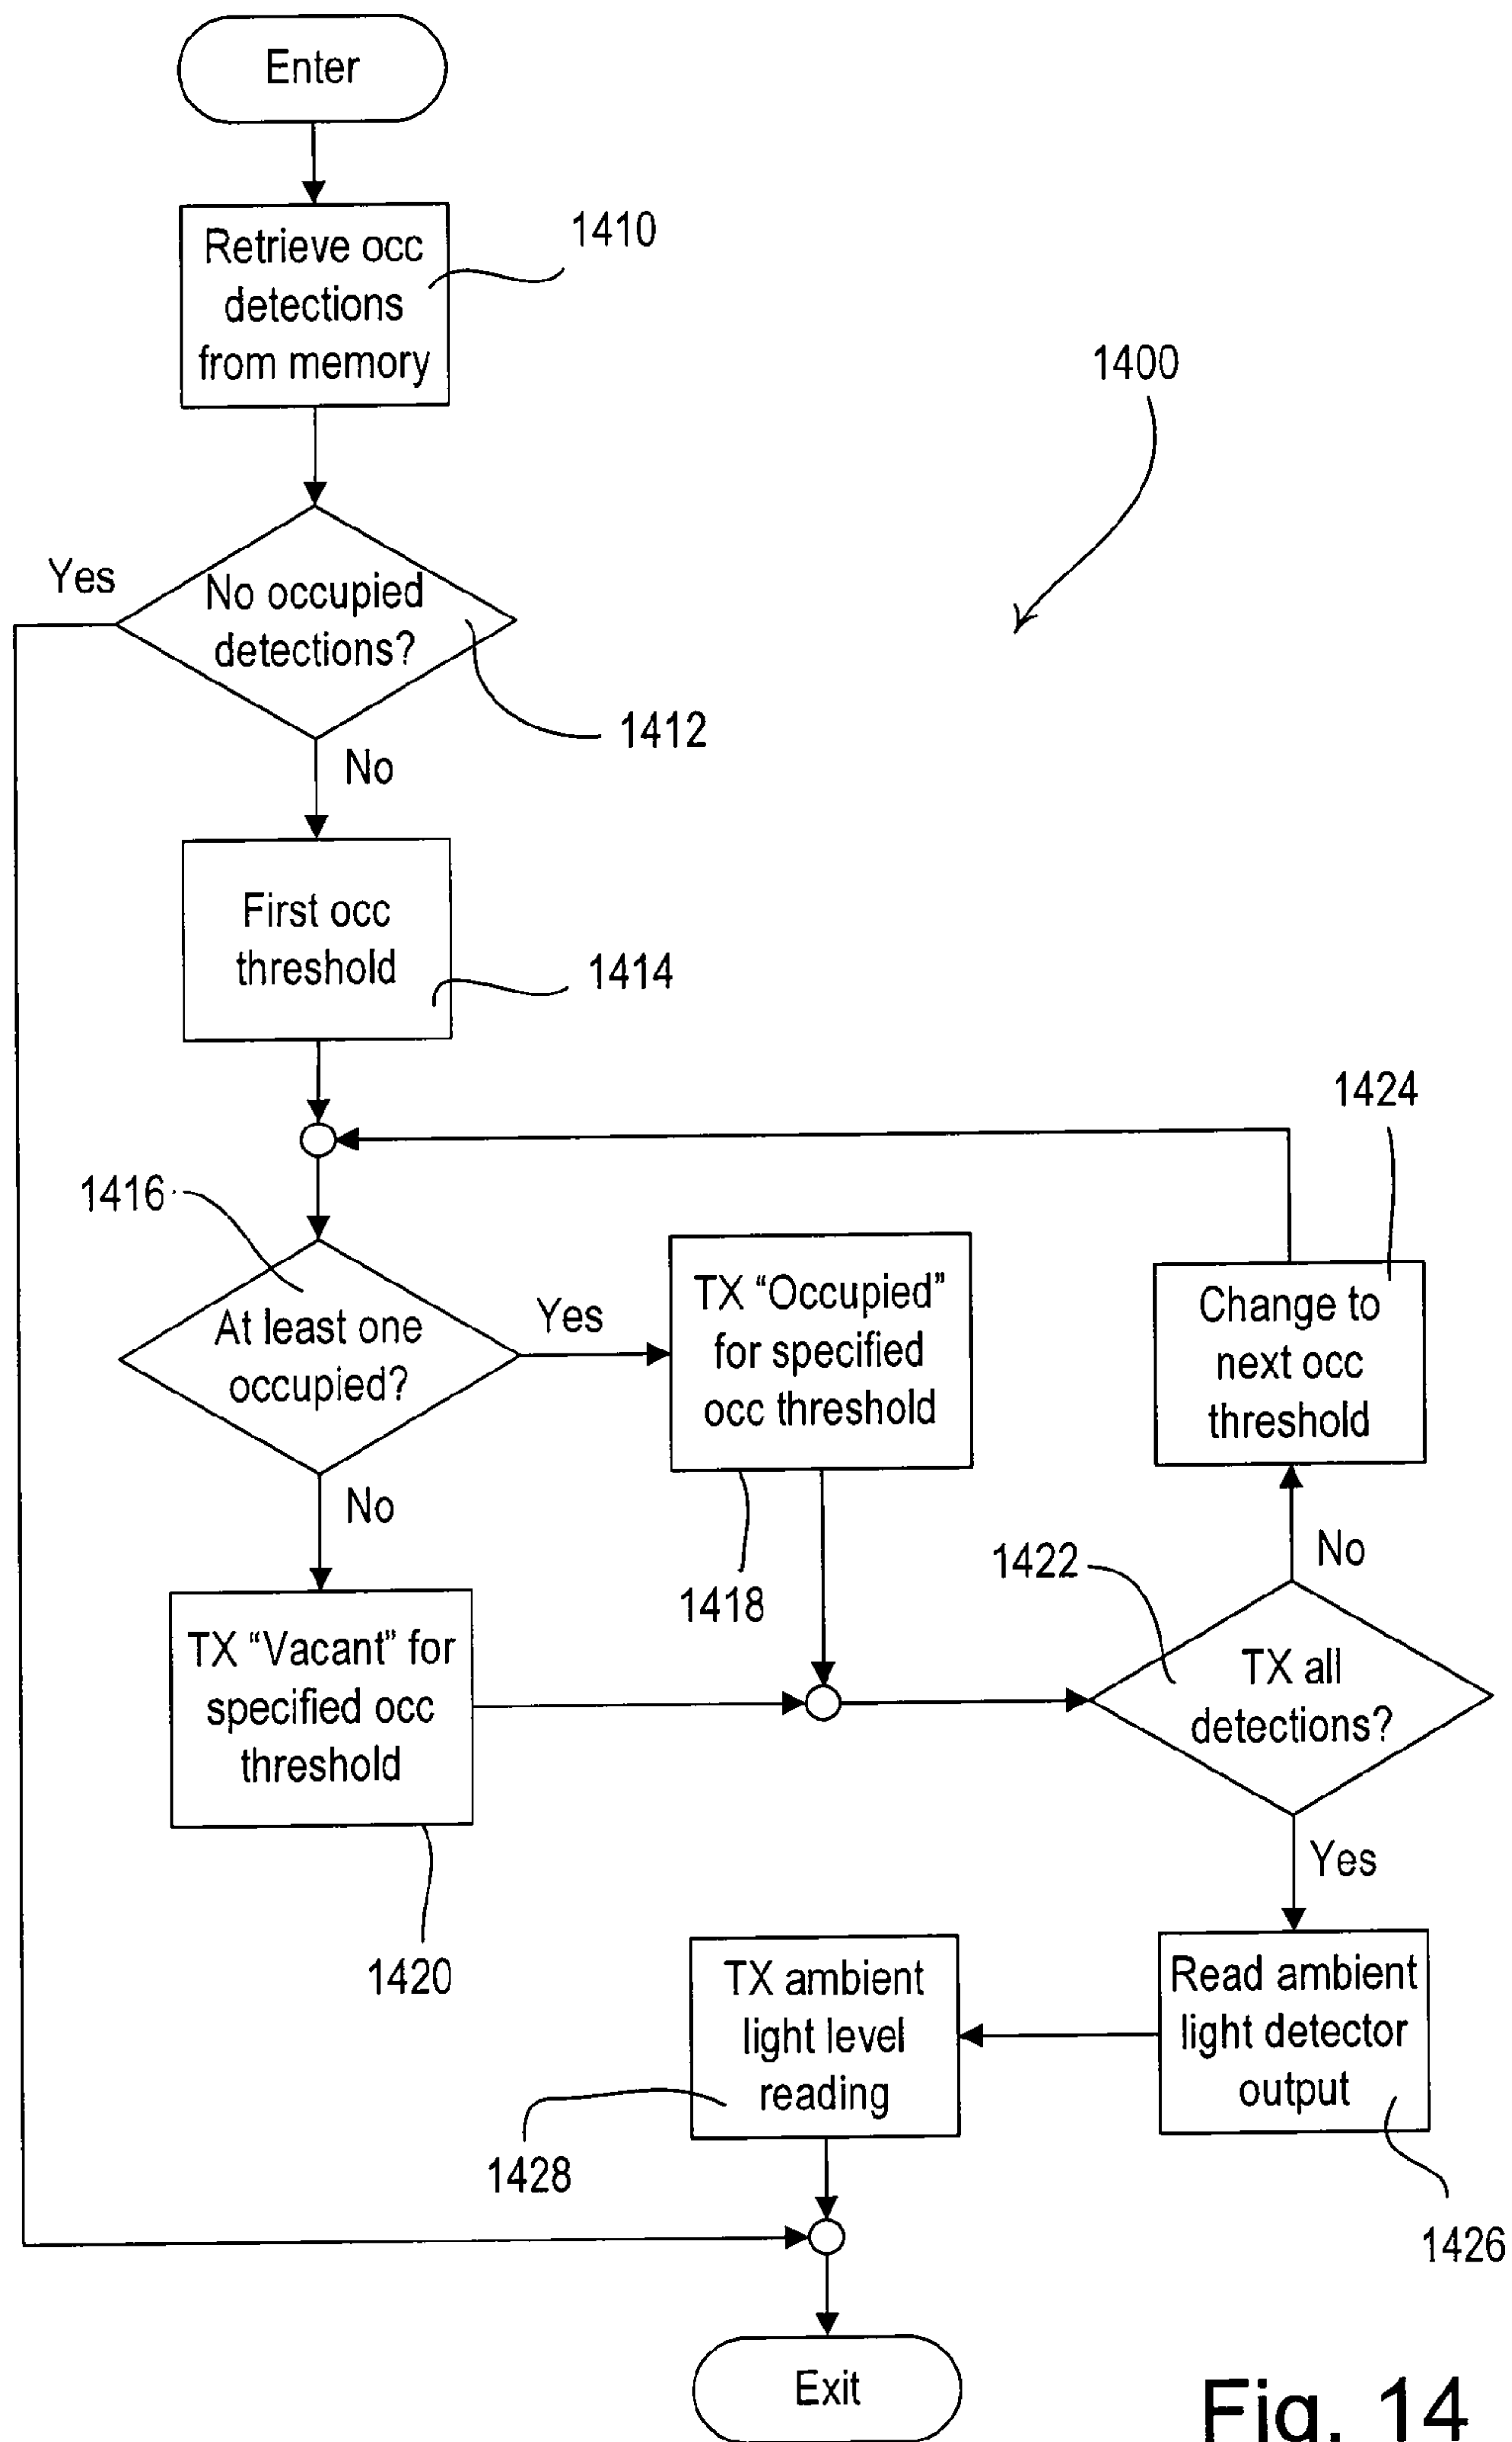 Enter
Retrieve occ
detections
from memory
1410
1400
Yes
No occupied
detections?
1412
No
First occ
threshold
1414
1424
1416
At least one
occupied?
Yes
TX “Occupied”
for specified
occ threshold
Change to
next occ
threshold
No
1418
1422
No
TX “Vacant” for
specified occ
threshold
TX all
detections?
1420
Yes
TX ambient
light level
reading
Read ambient
light detector
output
1428
1426
Exit
Fig. 14